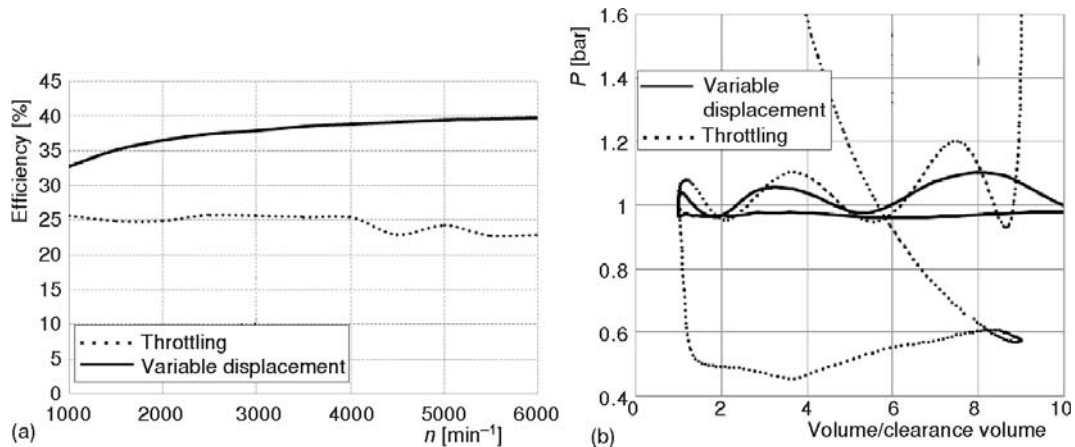 45
40
35
30
25
20
15
10
5
0
Efficiency [%]
Throttling
Variable displacement
1000 2000 3000 4000 5000 6000
n [min⁻¹]
(a)
1.6
1.4
1.2
1
0.8
0.6
0.4
P [bar]
Variable
displacement
Throttling
0 2 4 6 8 10
Volume/clearance volume
(b)